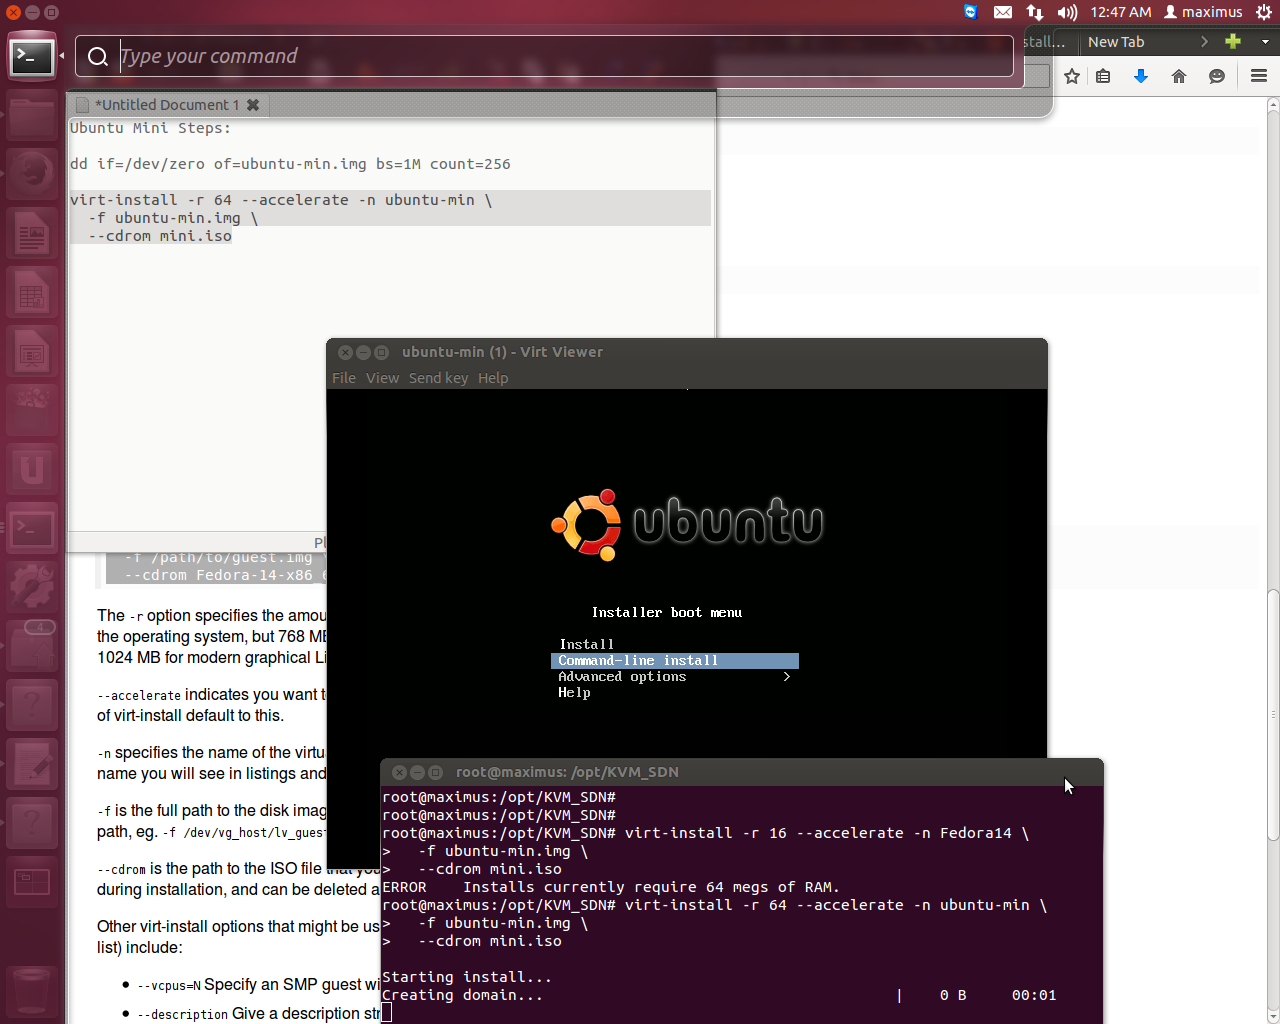 12:47 AM maximus
Type your command
stall... New Tab
*Untitled Document 1
Ubuntu Mini Steps:
dd if=/dev/zero of=ubuntu-min.img bs=1M count=256
virt-install -r 64 --accelerate -n ubuntu-min \
-f ubuntu-min.img \
--cdrom mini.iso
Pl
ubuntu-min (1) - Virt Viewer
File View Send key Help
ubuntu
Installer boot menu
Install
Command-line install
Advanced options >
Help
-f /path/to/guest.img
--cdrom Fedora-14-x86_6
The -r option specifies the amou
the operating system, but 768 MB
1024 MB for modern graphical Li
--accelerate indicates you want t
of virt-install default to this.
-n specifies the name of the virtua
name you will see in listings and
-f is the full path to the disk imag
path, eg. -f /dev/vg_host/lv_guest
--cdrom is the path to the ISO file that you
during installation, and can be deleted a
Other virt-install options that might be us
list) include:
--vcpus=N Specify an SMP guest wi
--description Give a description str
root@maximus: /opt/KVM_SDN
root@maximus:/opt/KVM_SDN#
root@maximus:/opt/KVM_SDN#
root@maximus:/opt/KVM_SDN# virt-install -r 16 --accelerate -n Fedora14 \
> -f ubuntu-min.img \
> --cdrom mini.iso
ERROR Installs currently require 64 megs of RAM.
root@maximus:/opt/KVM_SDN# virt-install -r 64 --accelerate -n ubuntu-min \
> -f ubuntu-min.img \
> --cdrom mini.iso
Starting install...
Creating domain... | 0 B 00:01
4